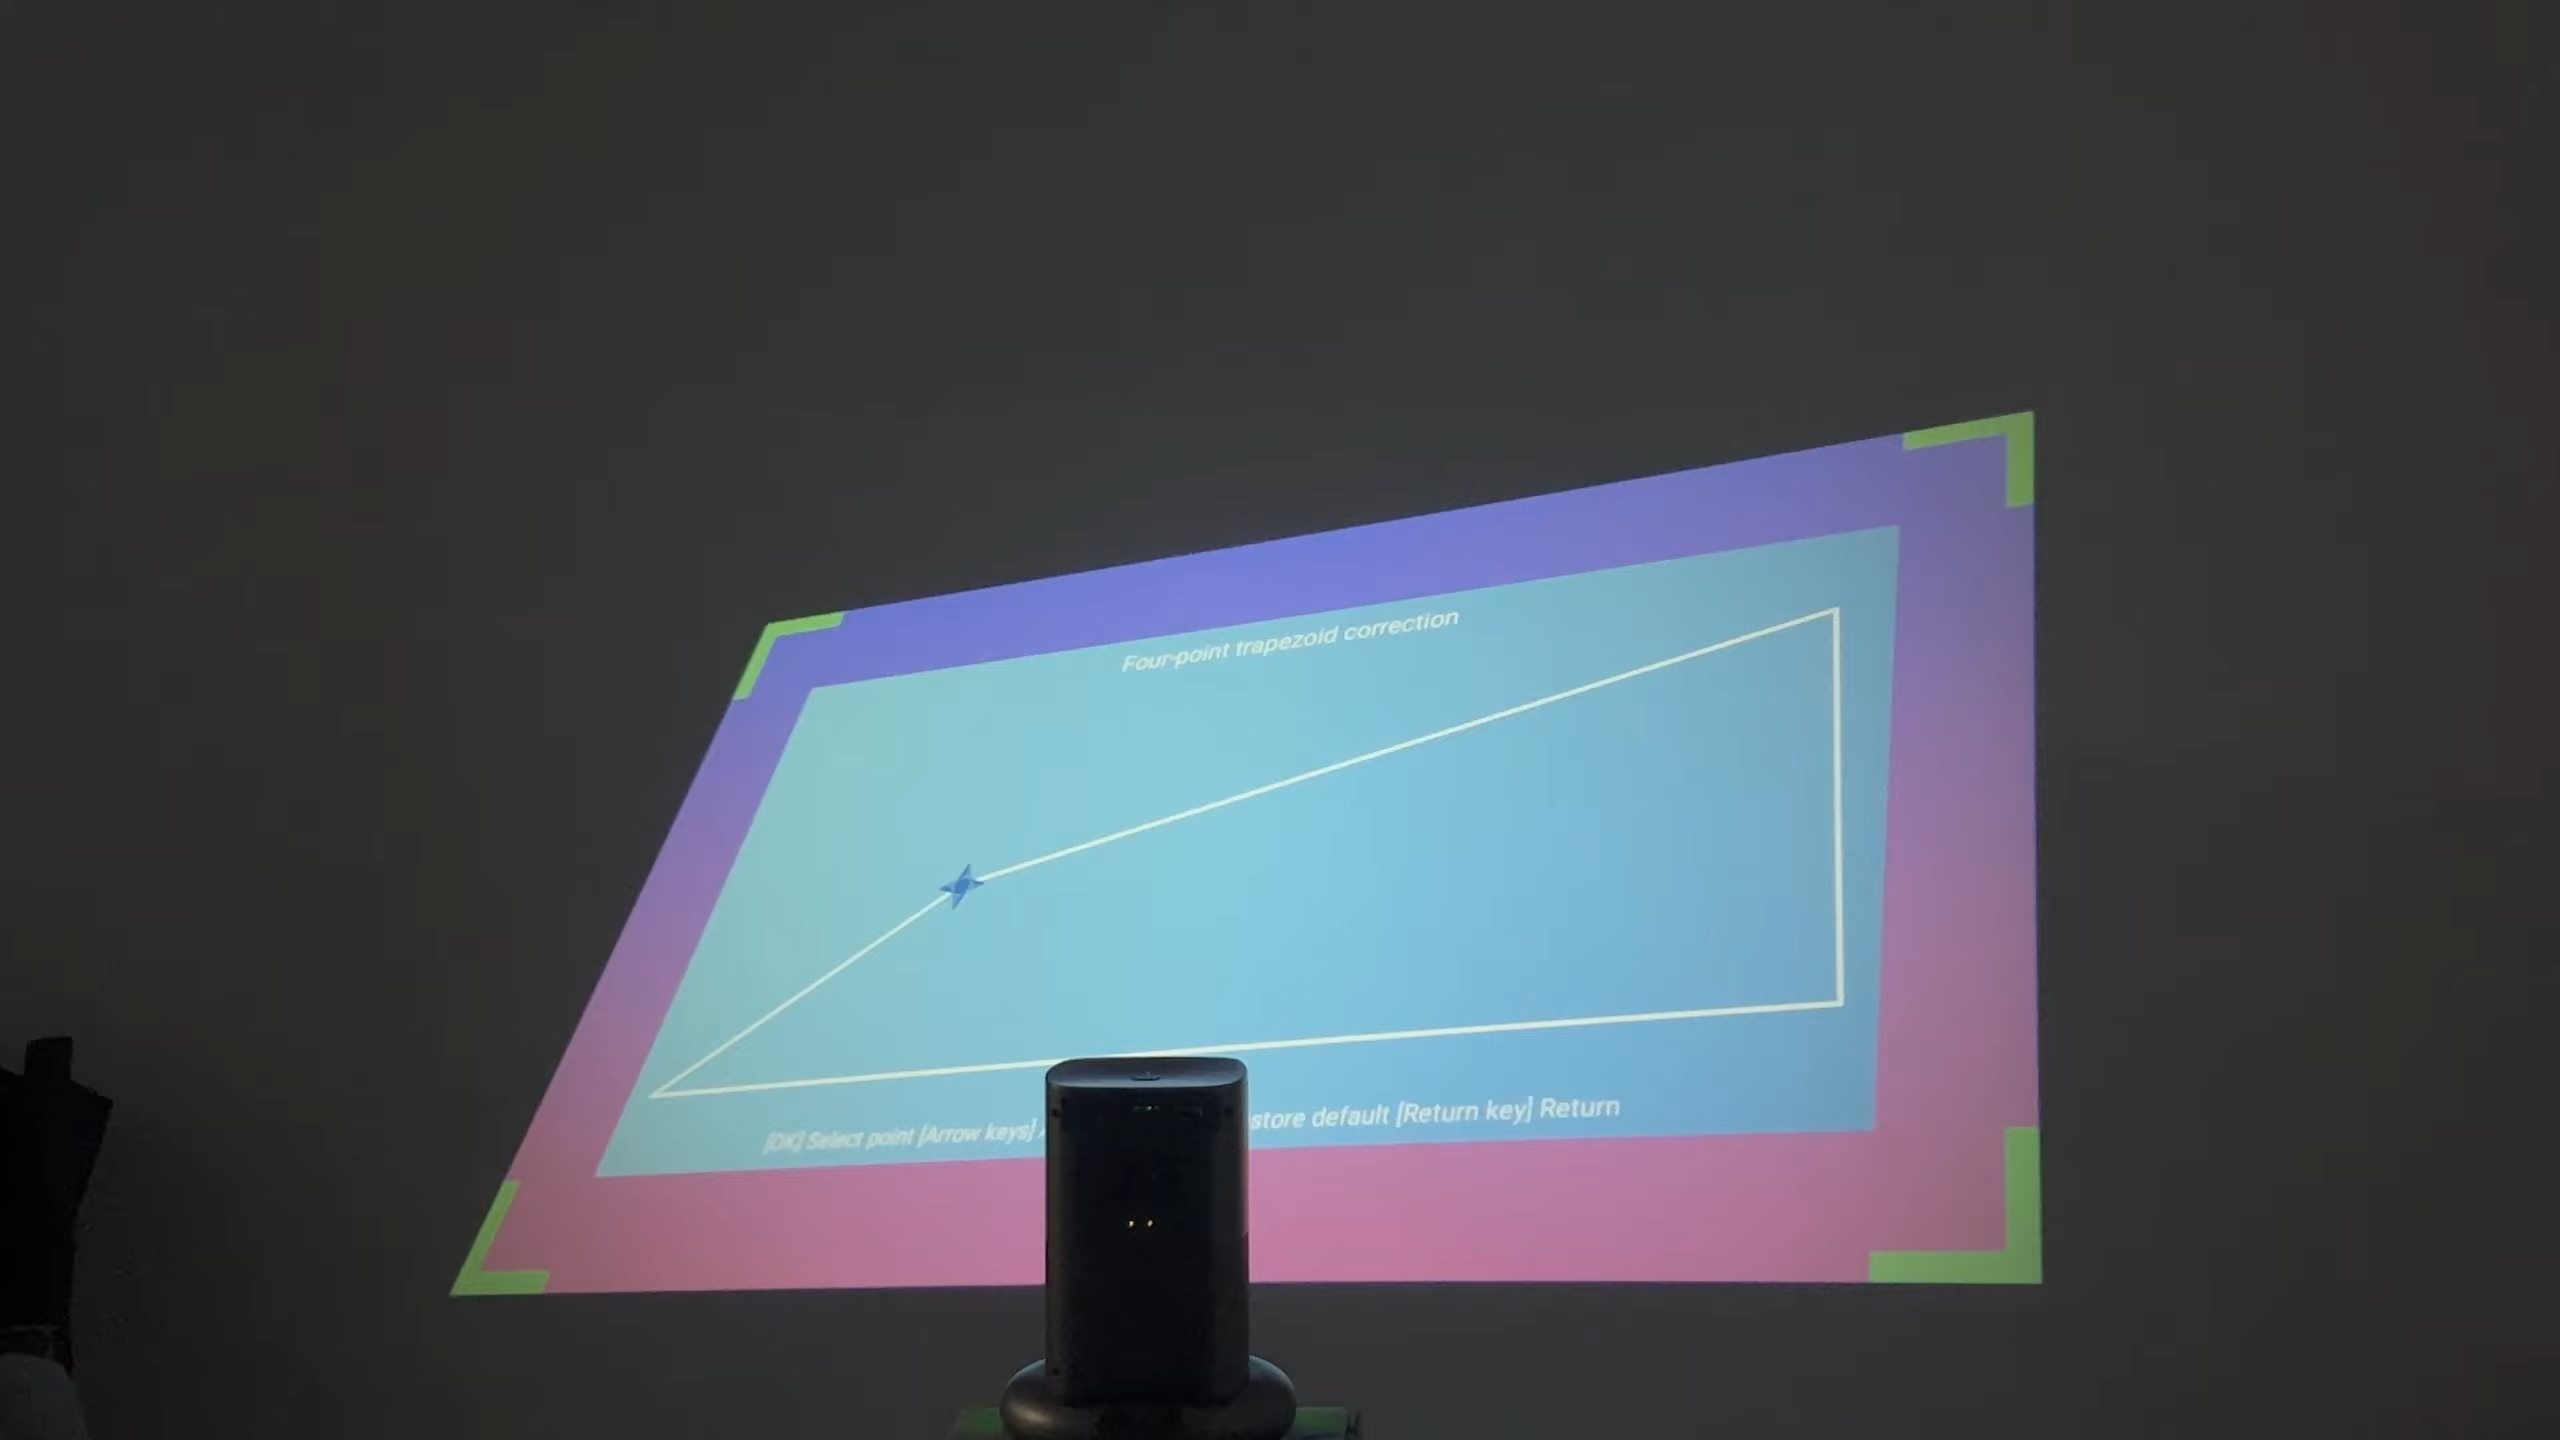 Four-point trapezoid correction
[OK] Select point [Arrow keys] store default [Return key] Return